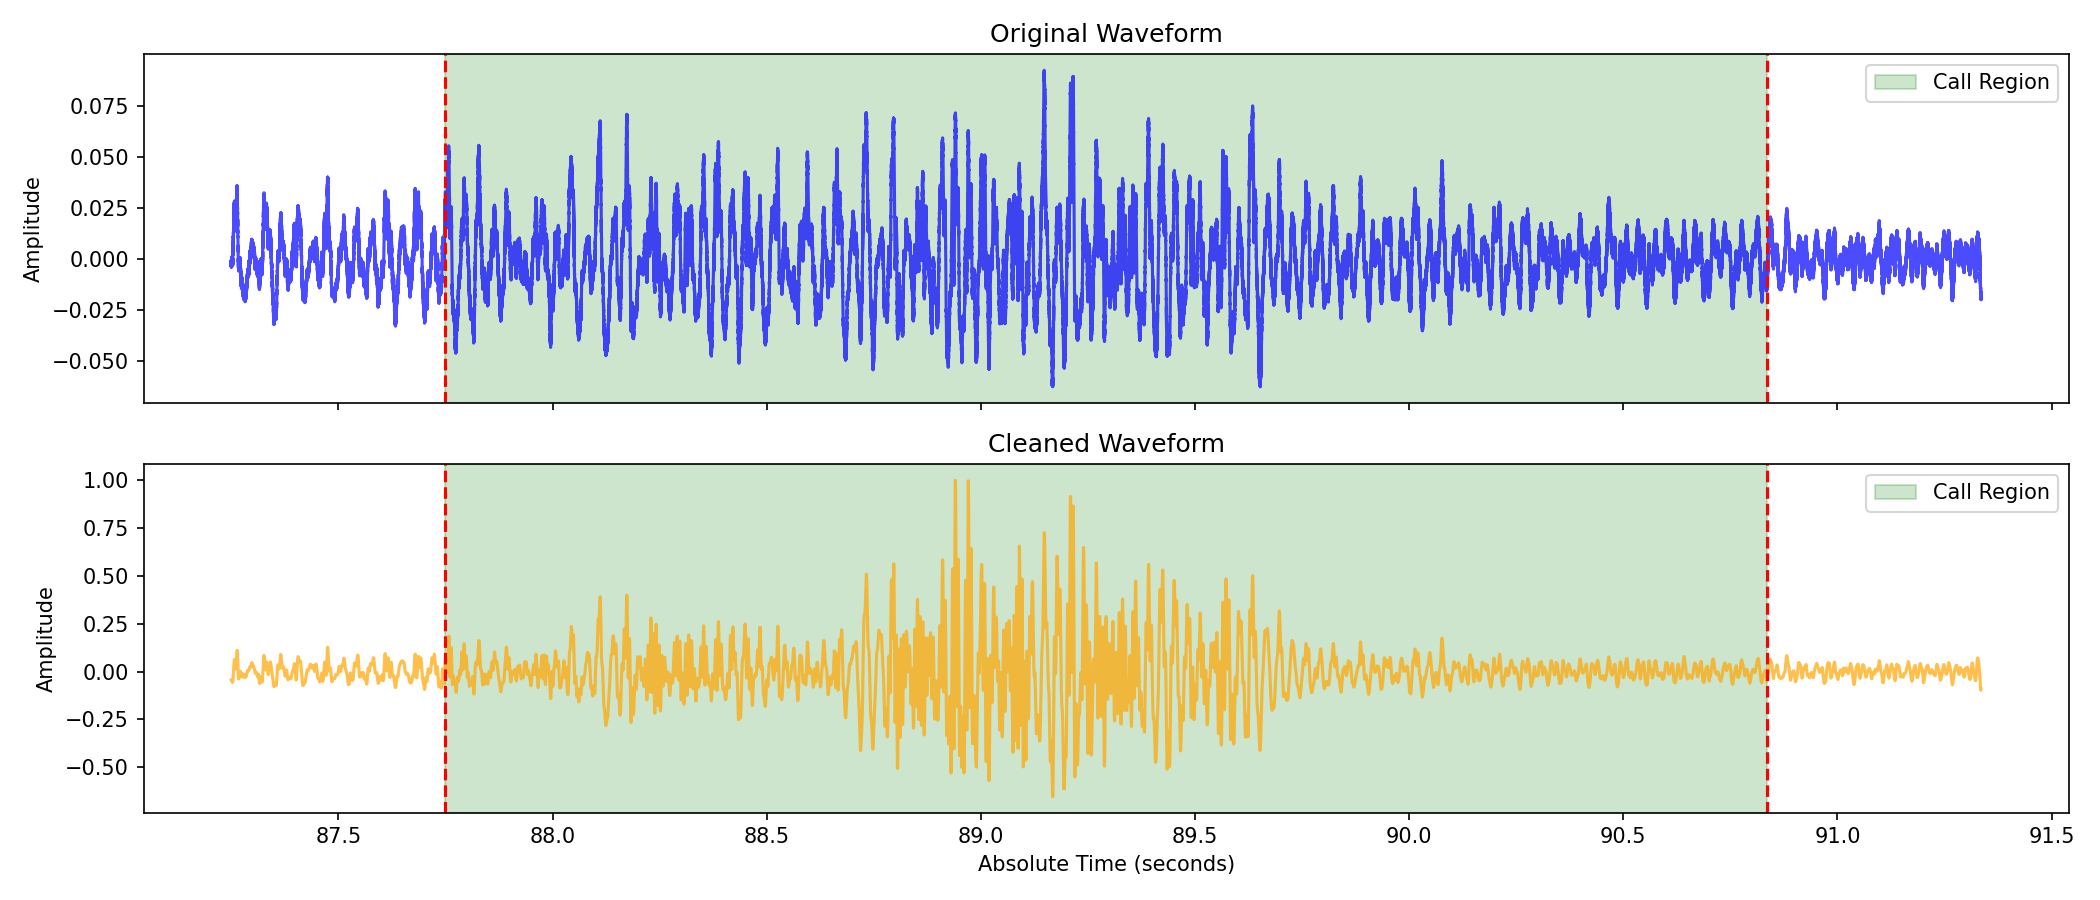 Original Waveform
Call Region
Amplitude
0.075
0.050
0.025
0.000
−0.025
−0.050
Cleaned Waveform
Call Region
Amplitude
1.00
0.75
0.50
0.25
0.00
−0.25
−0.50
87.5 88.0 88.5 89.0 89.5 90.0 90.5 91.0 91.5
Absolute Time (seconds)